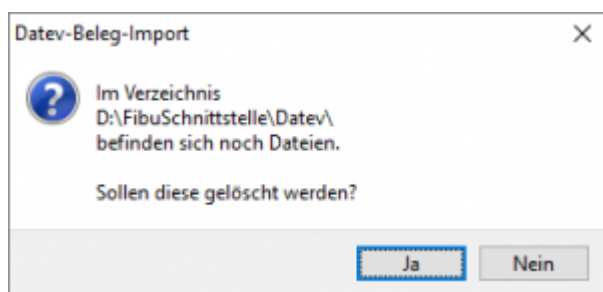 Datev-Beleg-Import
Im Verzeichnis
D:\FibuSchnittstelle\Datev\
befinden sich noch Dateien.
Sollen diese gelöscht werden?
Ja
Nein